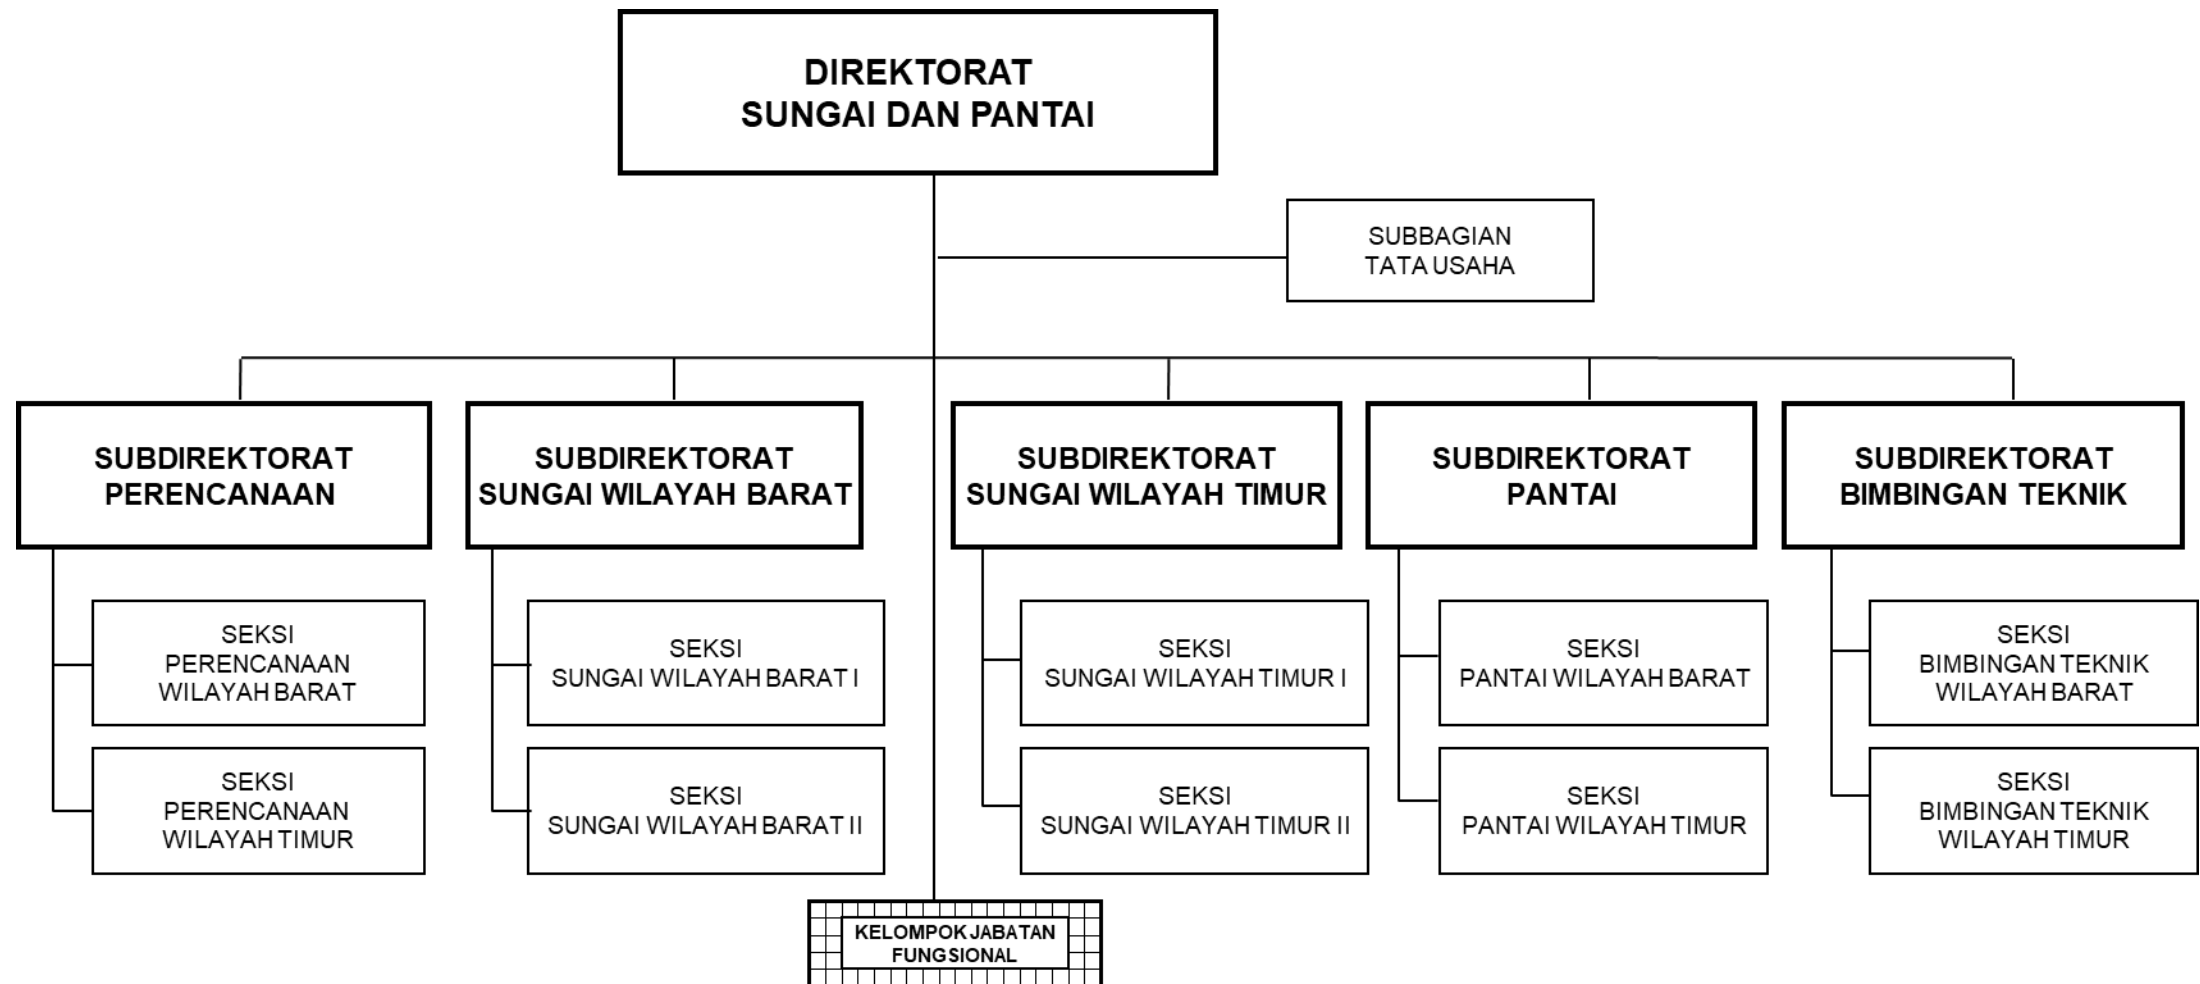 DIREKTORAT
SUNGAI DAN PANTAI
SUBBAGIAN
TATA USAHA
SUBDIREKTORAT
PERENCANAAN
SUBDIREKTORAT
SUNGAI WILAYAH BARAT
SUBDIREKTORAT
SUNGAI WILAYAH TIMUR
SUBDIREKTORAT
PANTAI
SUBDIREKTORAT
BIMBINGAN TEKNIK
SEKSI
PERENCANAAN
WILAYAH BARAT
SEKSI
SUNGAI WILAYAH BARAT I
SEKSI
SUNGAI WILAYAH TIMUR I
SEKSI
PANTAI WILAYAH BARAT
SEKSI
BIMBINGAN TEKNIK
WILAYAH BARAT
SEKSI
PERENCANAAN
WILAYAH TIMUR
SEKSI
SUNGAI WILAYAH BARAT II
SEKSI
SUNGAI WILAYAH TIMUR II
SEKSI
PANTAI WILAYAH TIMUR
SEKSI
BIMBINGAN TEKNIK
WILAYAH TIMUR
KELOMPOK JABATAN
FUNGSIONAL